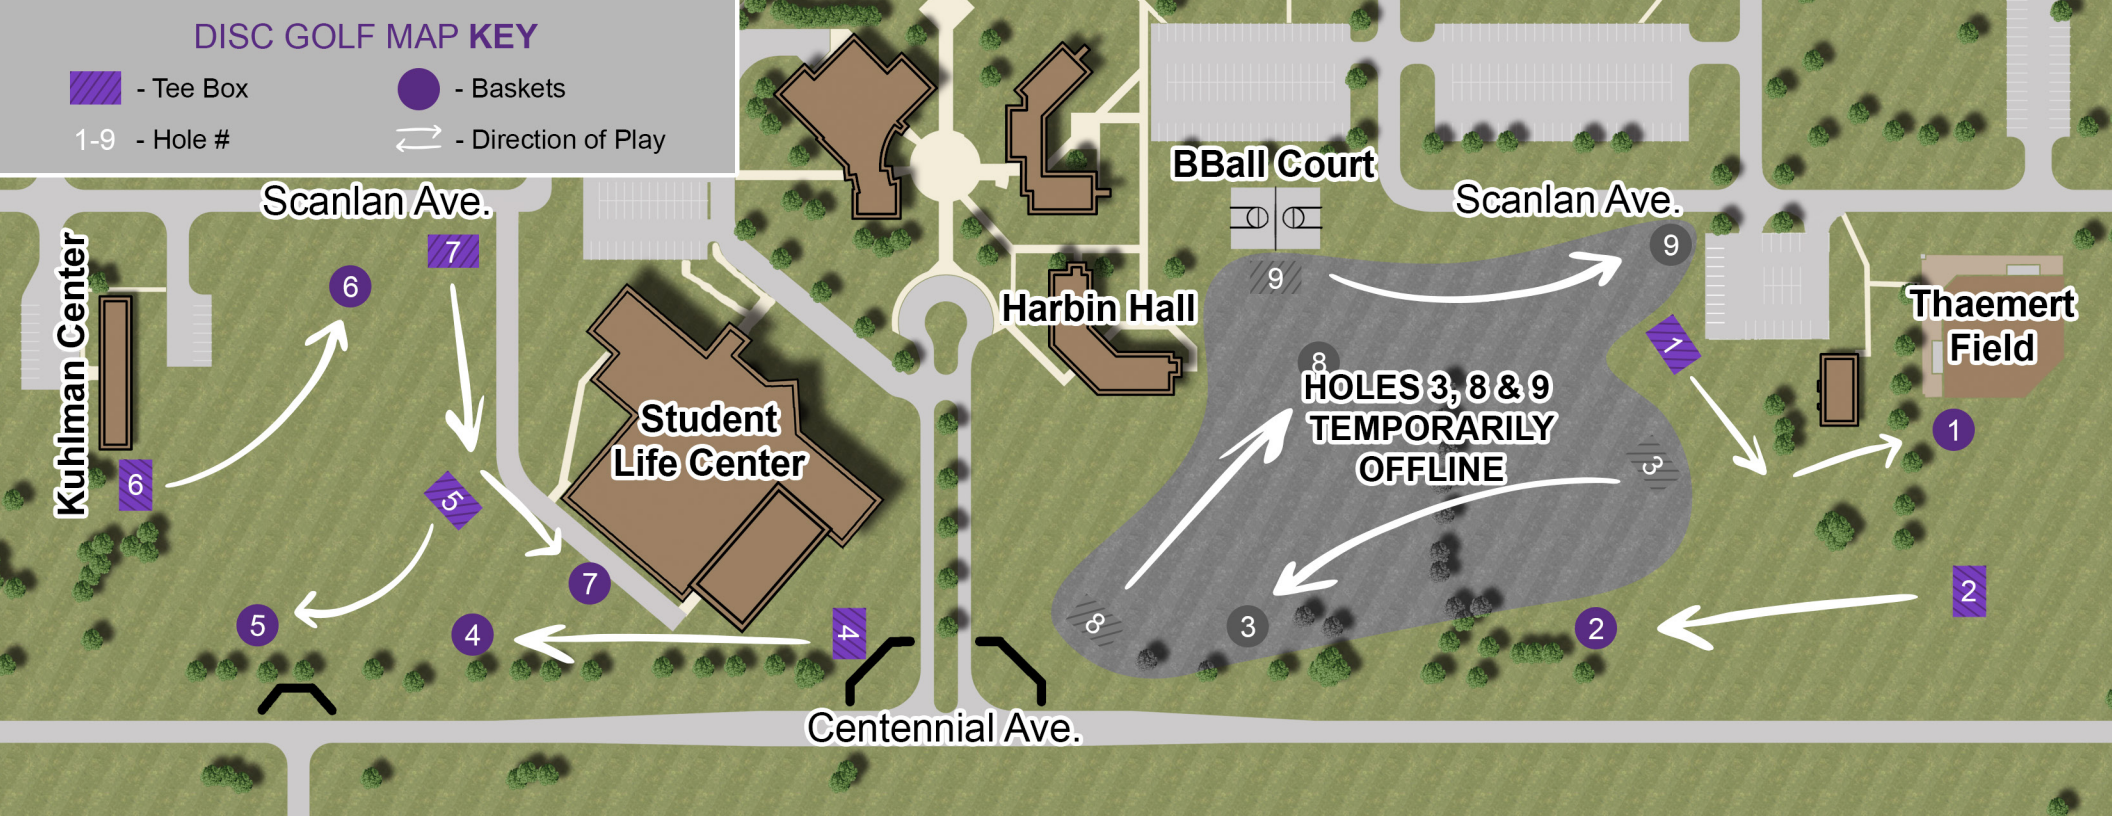 DISC GOLF MAP KEY
- Tee Box
- Baskets
1-9 - Hole #
- Direction of Play
Scanlan Ave.
BBall Court
Scanlan Ave.
Kuhlman Center
7
6
9
9
Harbin Hall
Thaemert
Field
1
8
HOLES 3, 8 & 9
TEMPORARILY
OFFLINE
Student
Life Center
1
3
6
5
7
2
5
4
4
8
3
2
Centennial Ave.